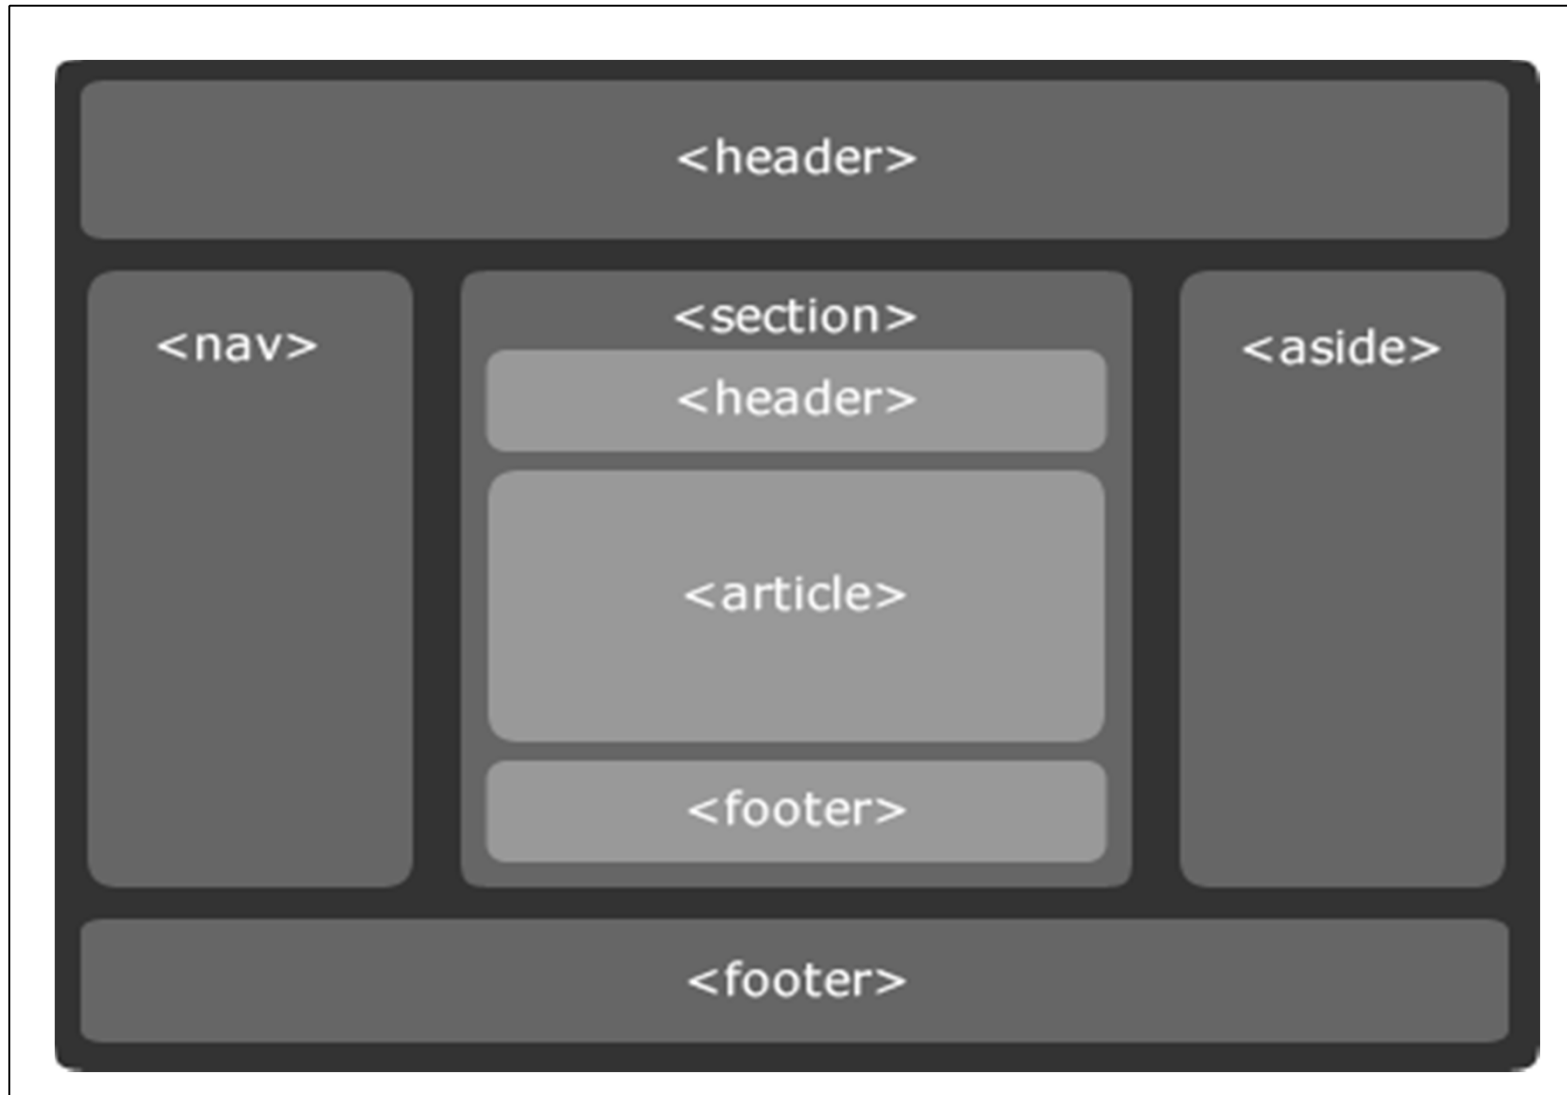 <header>
<nav>
<section>
<header>
<article>
<footer>
<aside>
<footer>